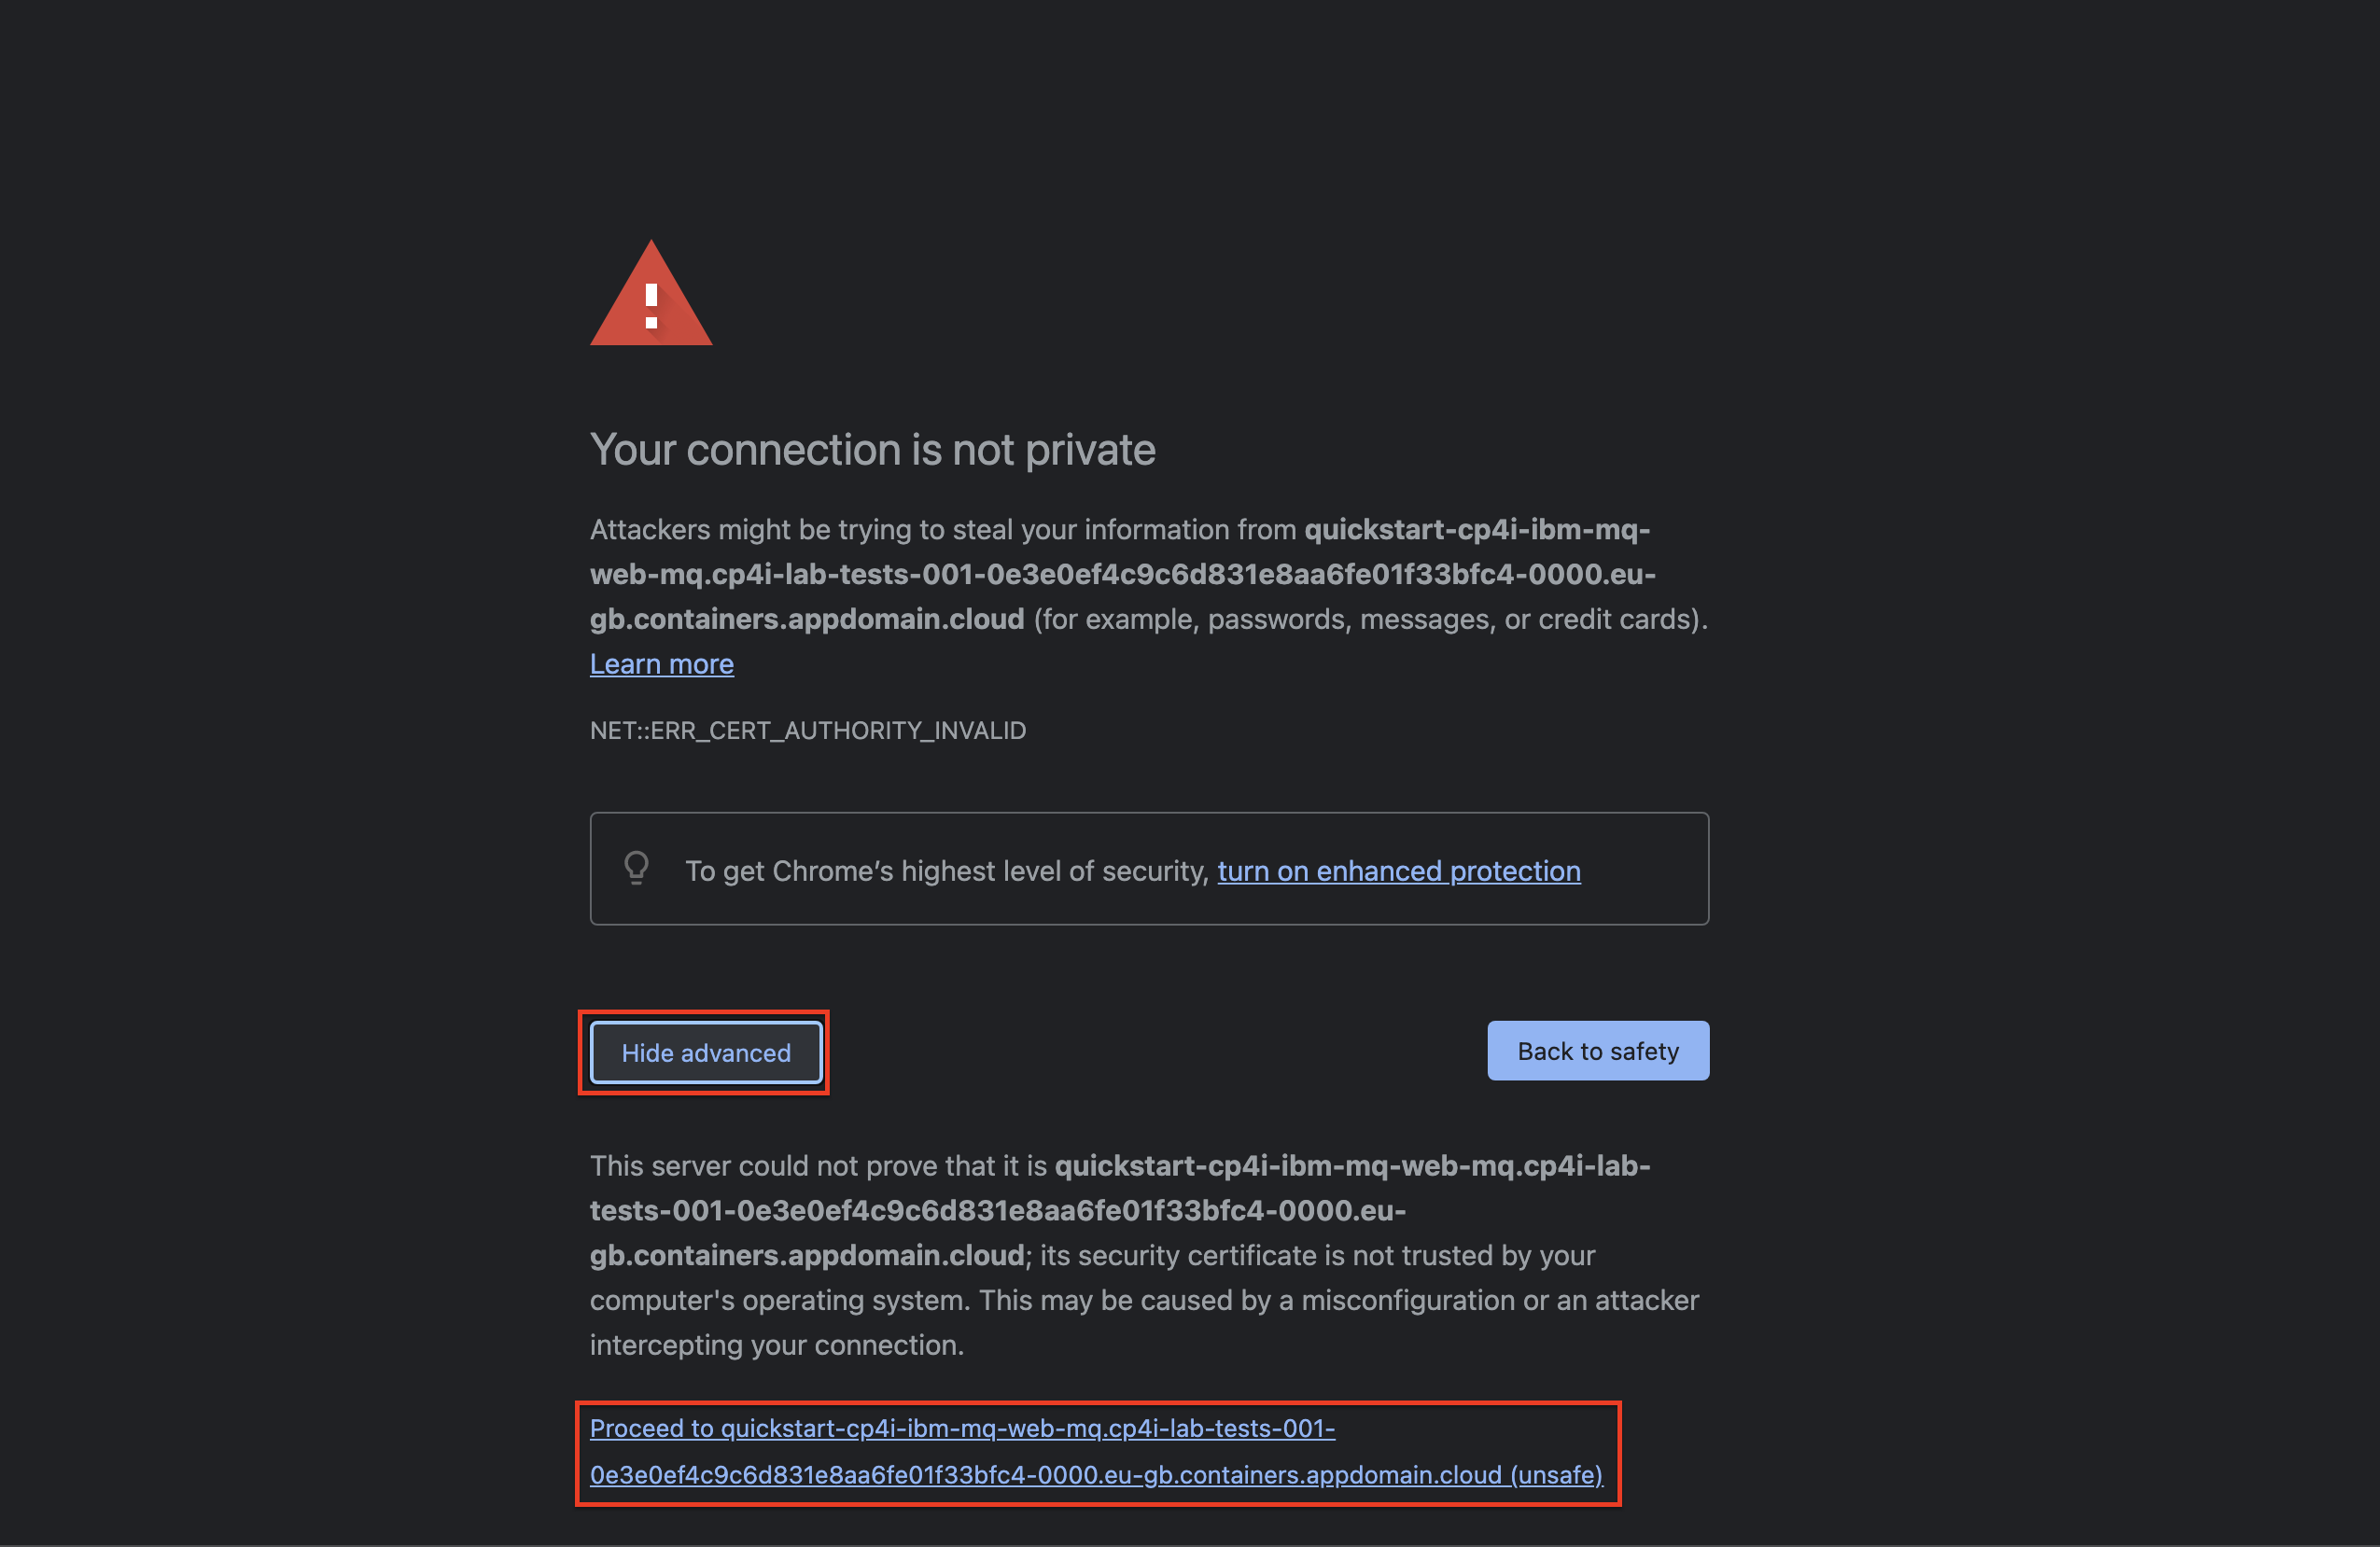 Your connection is not private
Attackers might be trying to steal your information from quickstart-cp4i-ibm-mq-
web-mq.cp4i-lab-tests-001-0e3e0ef4c9c6d831e8aa6fe01f33bfc4-0000.eu-
gb.containers.appdomain.cloud (for example, passwords, messages, or credit cards).
Learn more
NET::ERR_CERT_AUTHORITY_INVALID
To get Chrome’s highest level of security, turn on enhanced protection
Hide advanced
Back to safety
This server could not prove that it is quickstart-cp4i-ibm-mq-web-mq.cp4i-lab-
tests-001-0e3e0ef4c9c6d831e8aa6fe01f33bfc4-0000.eu-
gb.containers.appdomain.cloud; its security certificate is not trusted by your
computer's operating system. This may be caused by a misconfiguration or an attacker
intercepting your connection.
Proceed to quickstart-cp4i-ibm-mq-web-mq.cp4i-lab-tests-001-
0e3e0ef4c9c6d831e8aa6fe01f33bfc4-0000.eu-gb.containers.appdomain.cloud (unsafe)